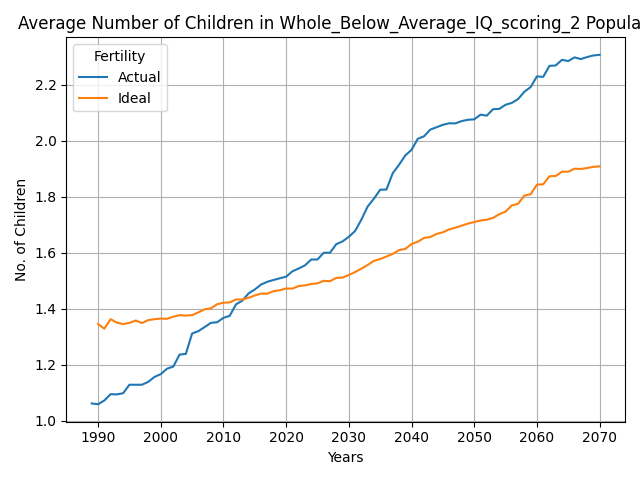 Average Number of Children in Whole_Below_Average_IQ_scoring_2 Popula
Fertility
Actual
Ideal
No. of Children
2.2
2.0
1.8
1.6
1.4
1.2
1.0
1990 2000 2010 2020 2030 2040 2050 2060 2070
Years